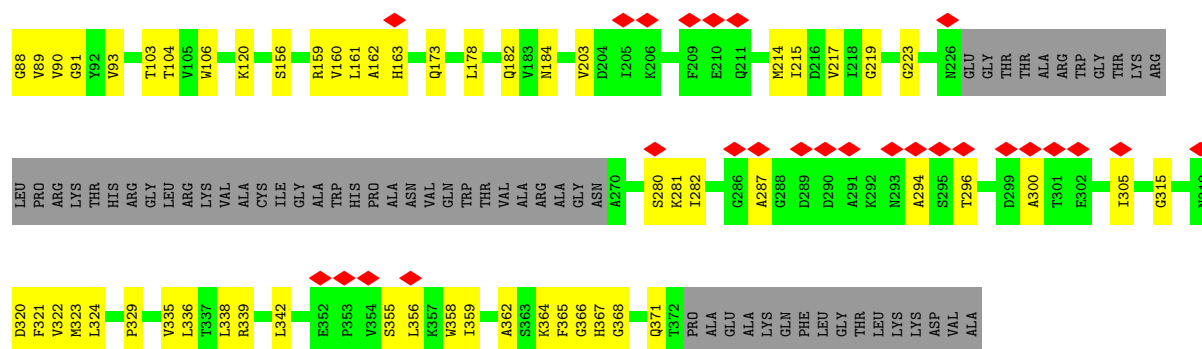 G88 V89 V90 G91 Y92 V93 T103 T104 V105 W106 K120 S156 R159 V160 L161 A162 H163 Q173 L178 Q182 V183 N184 V203 D204 I205 K206 F209 E210 Q211 M214 I215 D216 V217 I218 G219 G223 N226 GLU GLY THR THR ALA ARG TRP GLY THR LYS ARG
LEU PRO ARG LYS THR HIS ARG GLY LEU ARG LYS VAL ALA CYS ILE GLY ALA TRP HIS PRO ALA ASN VAL GLN TRP THR VAL ALA ARG ALA GLY ASN A270 S280 K281 I282 G286 A287 G288 D289 D290 A291 K292 N293 A294 S295 T296 D299 A300 T301 E302 I305 G315
D320 F321 V322 M323 L324 P329 V335 L336 T337 L338 R339 L342 E352 P353 V354 S355 L356 K357 W358 I359 A362 S363 K364 F365 G366 H367 G368 Q371 T372 PRO ALA GLU ALA LYS GLN PHE LEU GLY THR LEU LYS LYS ASP VAL ALA